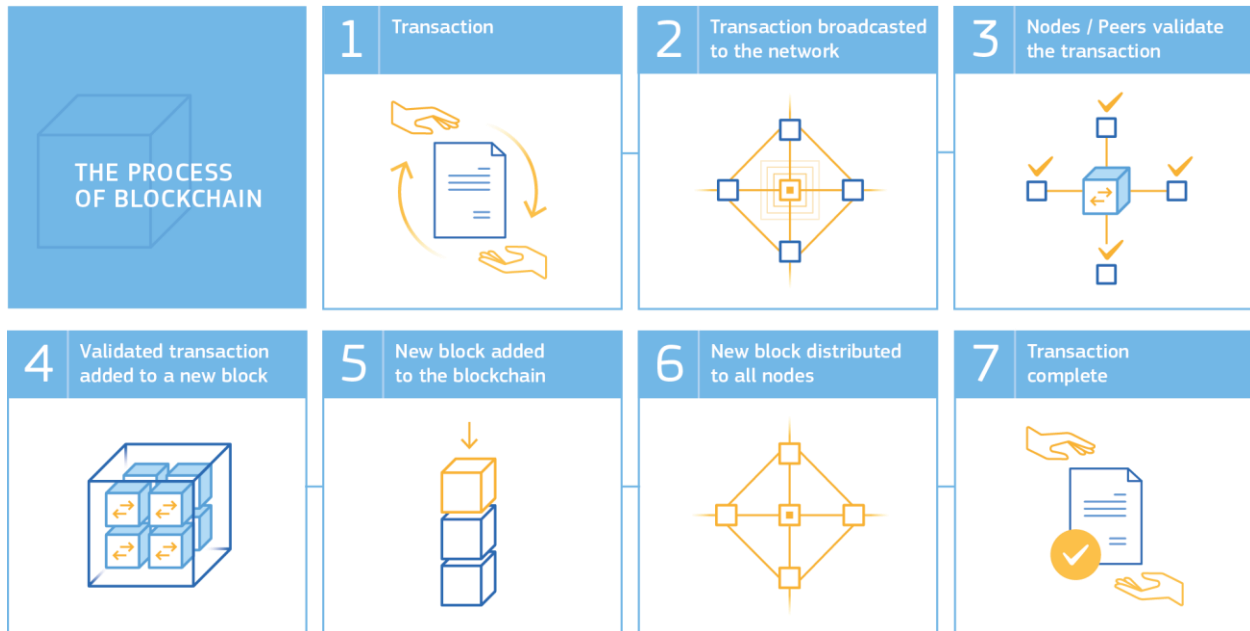 THE PROCESS
OF BLOCKCHAIN
1
Transaction
2
Transaction broadcasted
to the network
3
Nodes / Peers validate
the transaction
4
Validated transaction
added to a new block
5
New block added
to the blockchain
6
New block distributed
to all nodes
7
Transaction
complete